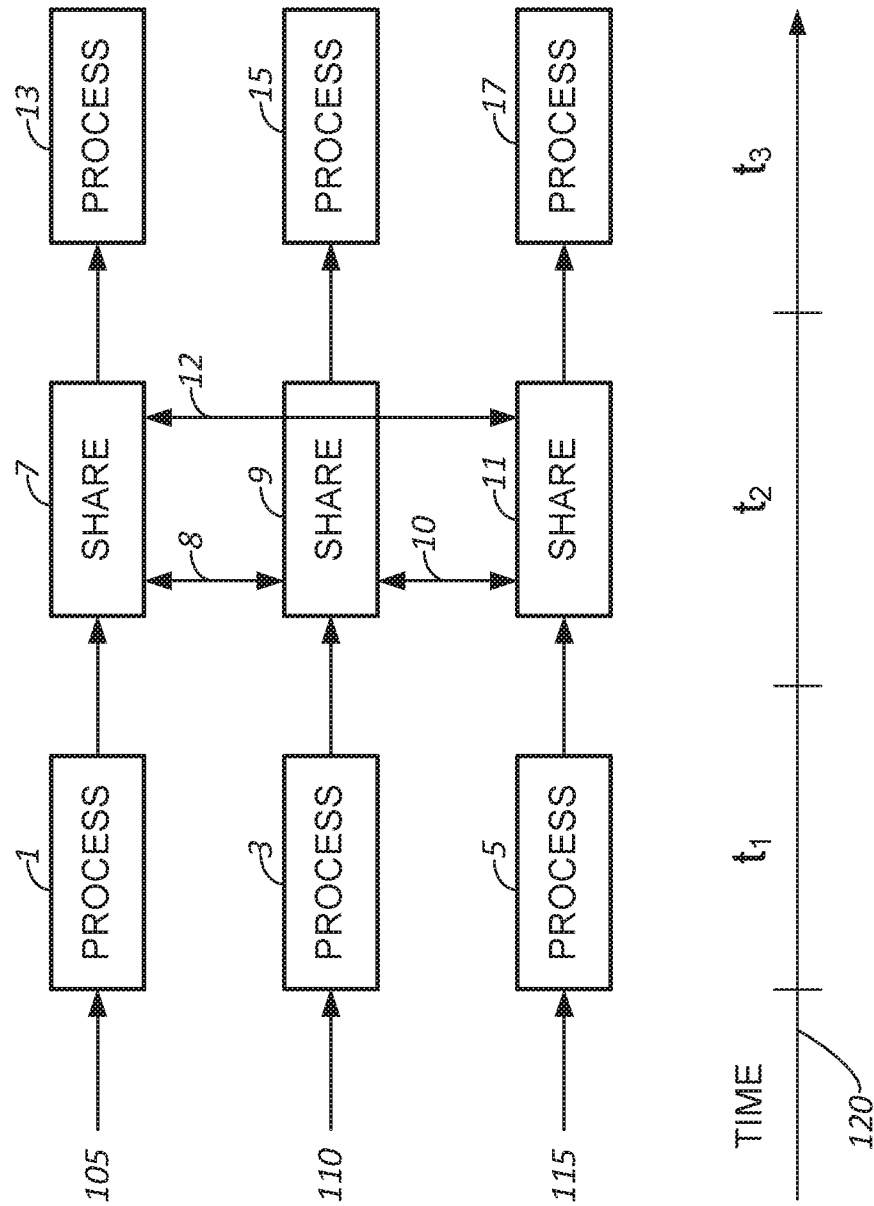 1 7 13
105 PROCESS SHARE PROCESS
8 12
3 9 15
110 PROCESS SHARE PROCESS
10
5 11 17
115 PROCESS SHARE PROCESS
TIME t1 t2 t3
120